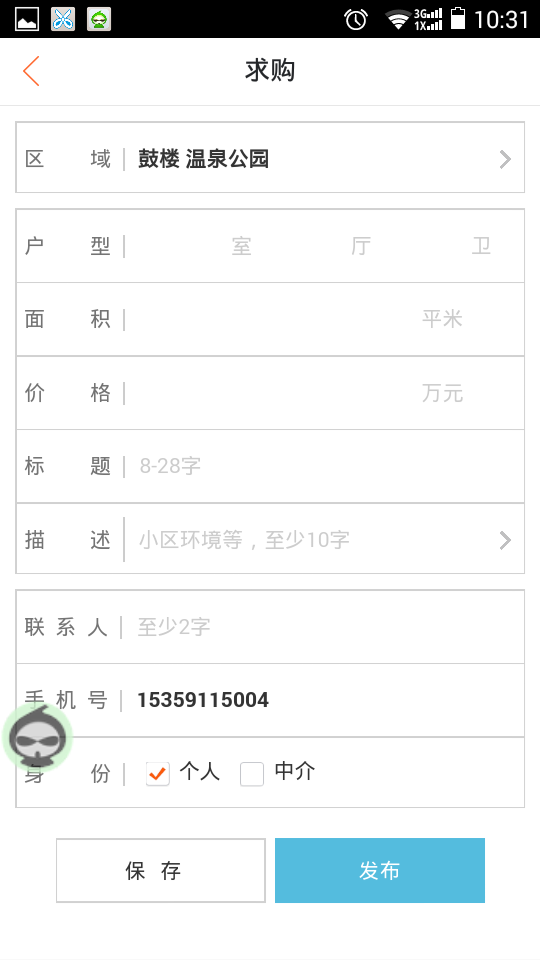 3G 1X 10:31
求购
区 域 鼓楼 温泉公园
户 型 室 厅 卫
面 积 平米
价 格 万元
标 题 8-28字
描 述 小区环境等，至少10字
联 系 人 至少2字
手 机 号 15359115004
身 份 个人 中介
保 存 发布